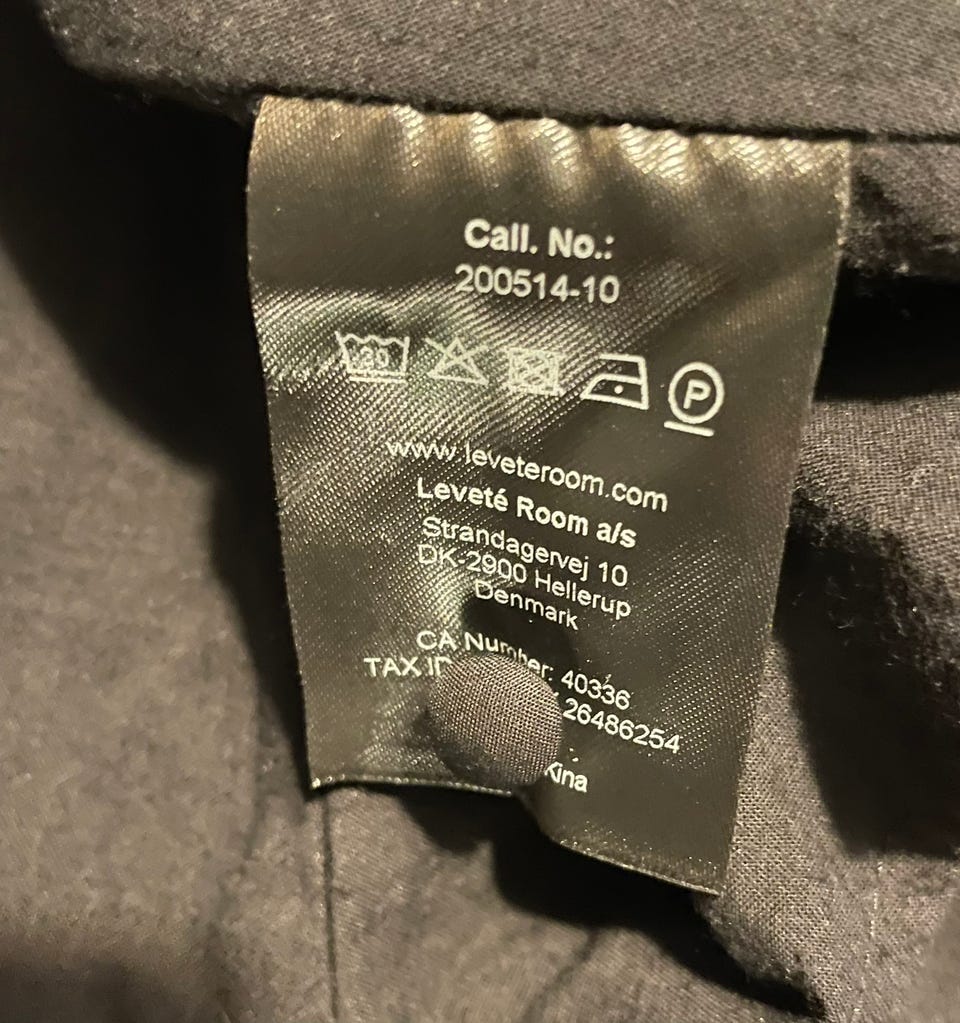 Call. No.:
200514-10
30
P
www.leveteroom.com
Leveté Room a/s
Strandagervej 10
DK-2900 Hellerup
Denmark
CA Number: 40336
TAX 26486254